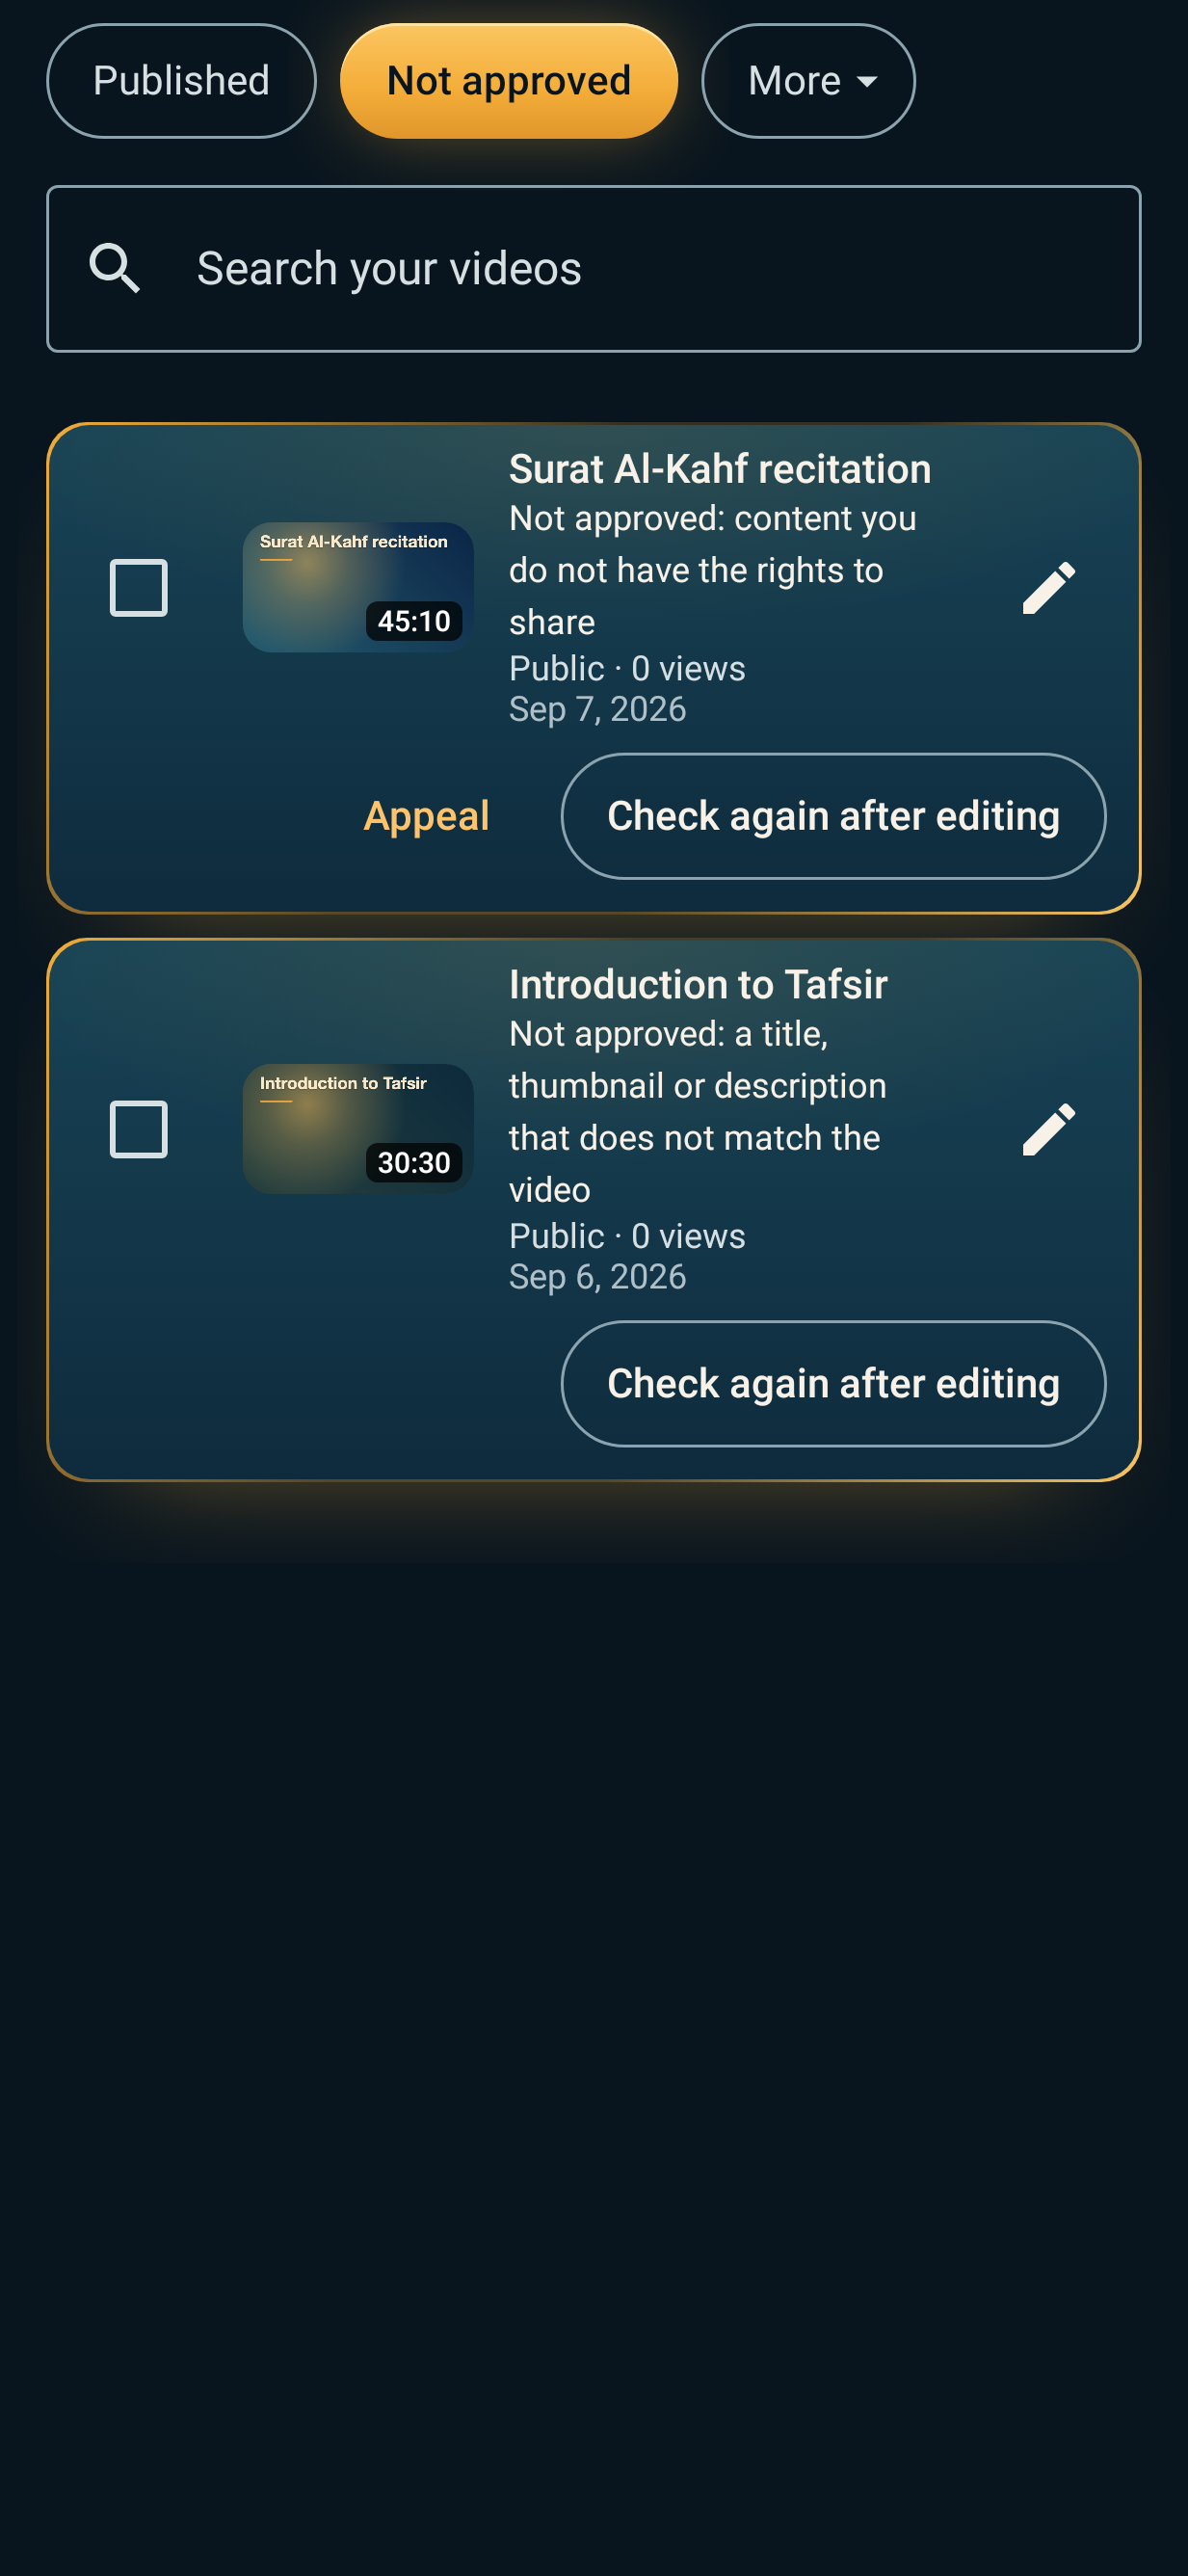 Published
Not approved
More
Search your videos
Surat Al-Kahf recitation
Surat Al-Kahf recitation
45:10
Not approved: content you
do not have the rights to
share
Public · 0 views
Sep 7, 2026
Appeal
Check again after editing
Introduction to Tafsir
Introduction to Tafsir
30:30
Not approved: a title,
thumbnail or description
that does not match the
video
Public · 0 views
Sep 6, 2026
Check again after editing